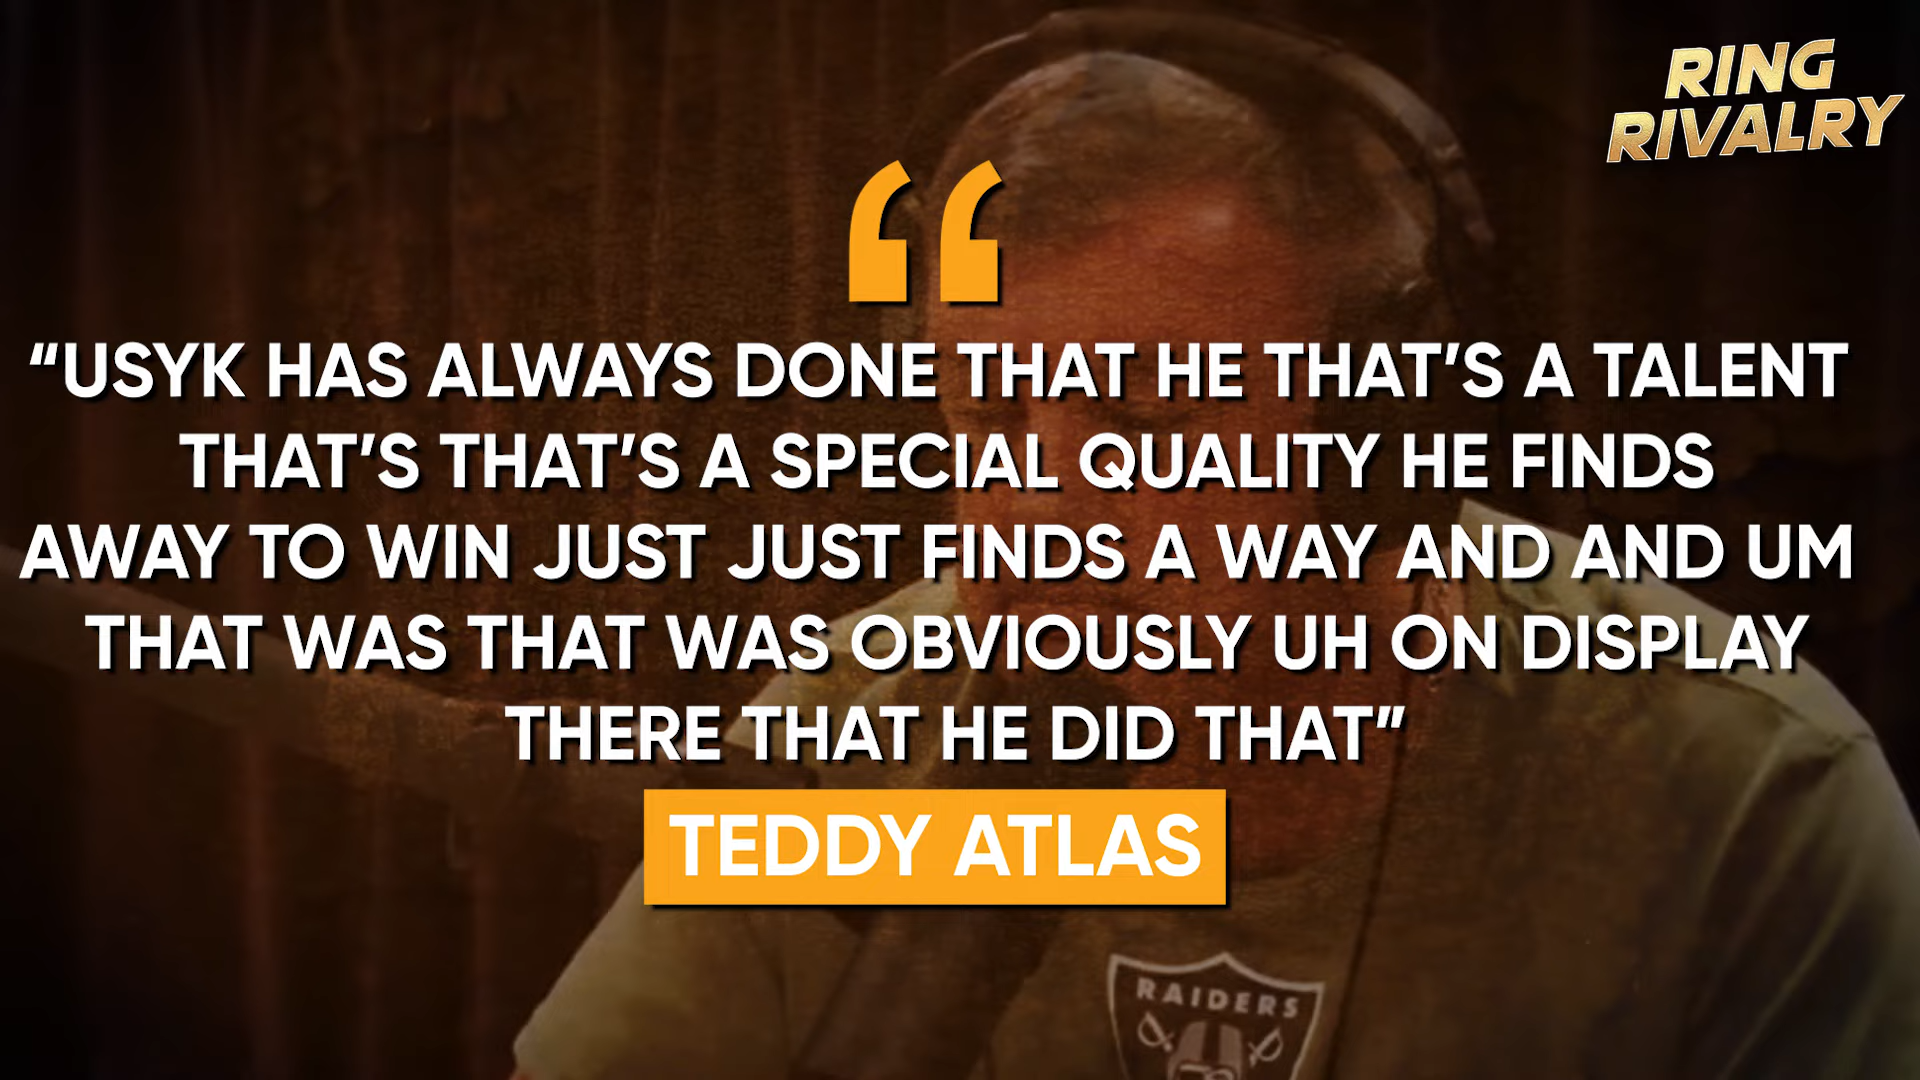 RING
RIVALRY
“
“USYK HAS ALWAYS DONE THAT HE THAT’S A TALENT
THAT’S THAT’S A SPECIAL QUALITY HE FINDS
AWAY TO WIN JUST JUST FINDS A WAY AND AND UM
THAT WAS THAT WAS OBVIOUSLY UH ON DISPLAY
THERE THAT HE DID THAT”
TEDDY ATLAS
RAIDERS